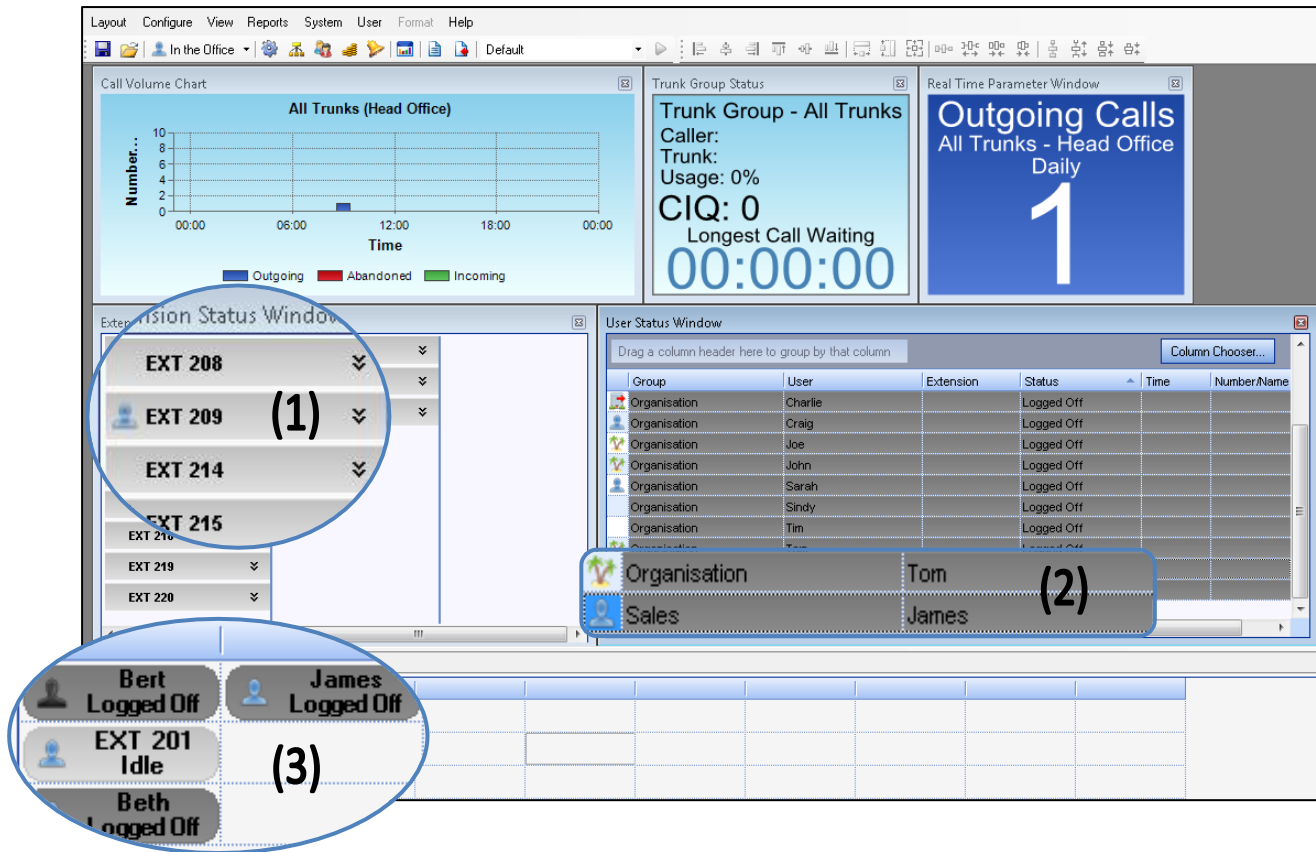 Layout Configure View Reports System User Format Help
In the Office Default
Call Volume Chart
All Trunks (Head Office)
Number...
10
8
6
4
2
0
00:00 06:00 12:00 18:00 00:00
Time
Outgoing Abandoned Incoming
Trunk Group Status
Trunk Group - All Trunks
Caller:
Trunk:
Usage: 0%
CIQ: 0
Longest Call Waiting
00:00:00
Real Time Parameter Window
Outgoing Calls
All Trunks - Head Office
Daily
1
Status Window
EXT 208
EXT 209 (1)
EXT 214
EXT 215
EXT 219
EXT 220
User Status Window
Drag a column header here to group by that column Column Chooser...
Group User Extension Status Time Number/Name
Organisation Charlie Logged Off
Organisation Craig Logged Off
Organisation Joe Logged Off
Organisation John Logged Off
Organisation Sarah Logged Off
Organisation Sindy Logged Off
Organisation Tim Logged Off
Organisation Tom (2)
Sales James
Bert James
Logged Off Logged Off
EXT 201
Idle (3)
Beth
Logged Off